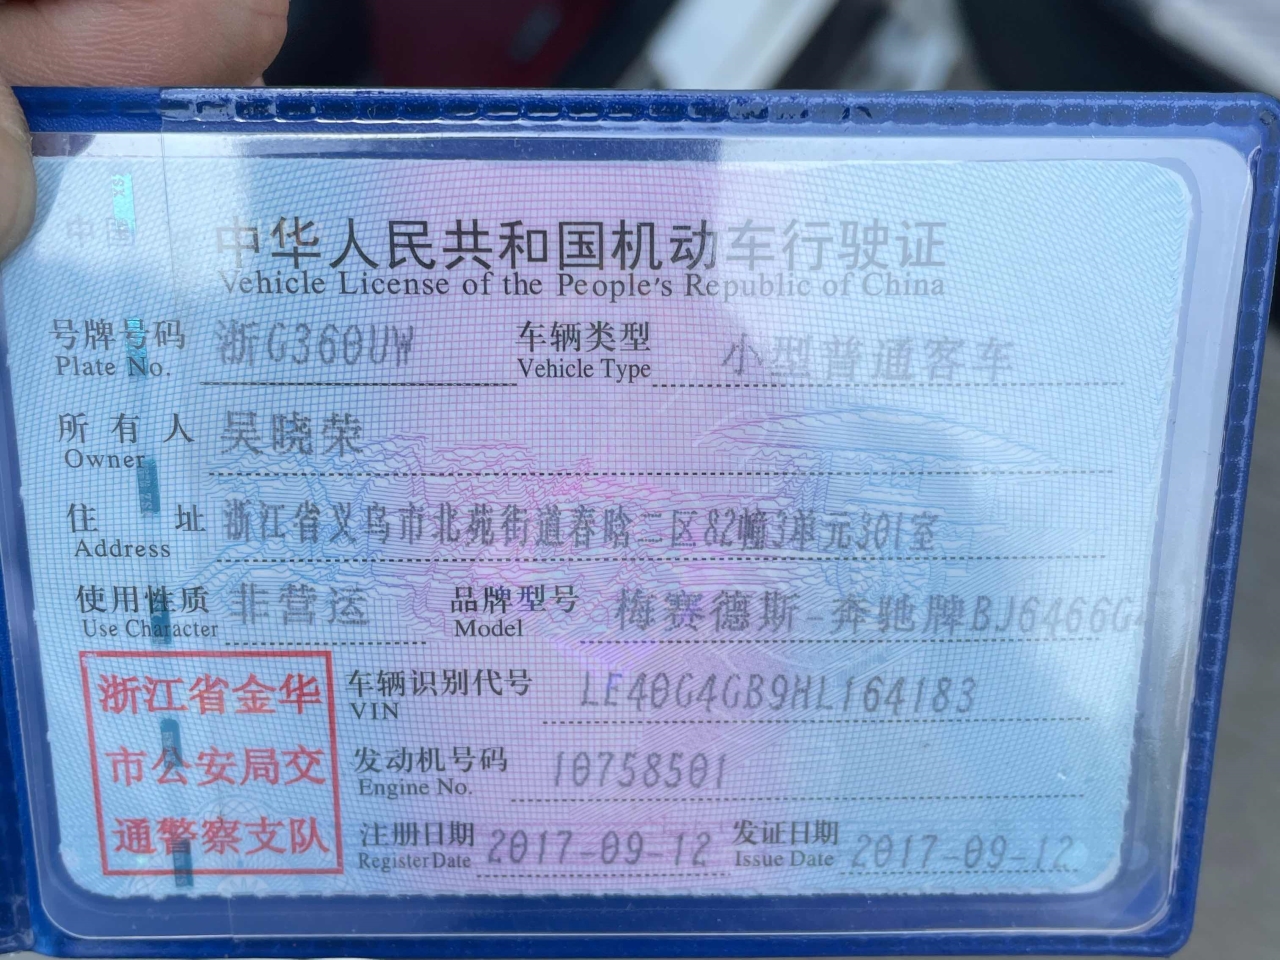 中华人民共和国机动车行驶证
Vehicle License of the People's Republic of China
号牌号码 浙G360UW 车辆类型 小型普通客车
Plate No. Vehicle Type
所有人 吴晓荣
Owner
住址 浙江省义乌市北苑街道春晗二区82幢3单元301室
Address
使用性质 非营运 品牌型号 梅赛德斯-奔驰牌BJ6466G
Use Character Model
浙江省金华
市公安局交
通警察支队
车辆识别代号 LE40G4GB9HL164183
VIN
发动机号码 10758501
Engine No.
注册日期 2017-09-12 发证日期 2017-09-12
Register Date Issue Date